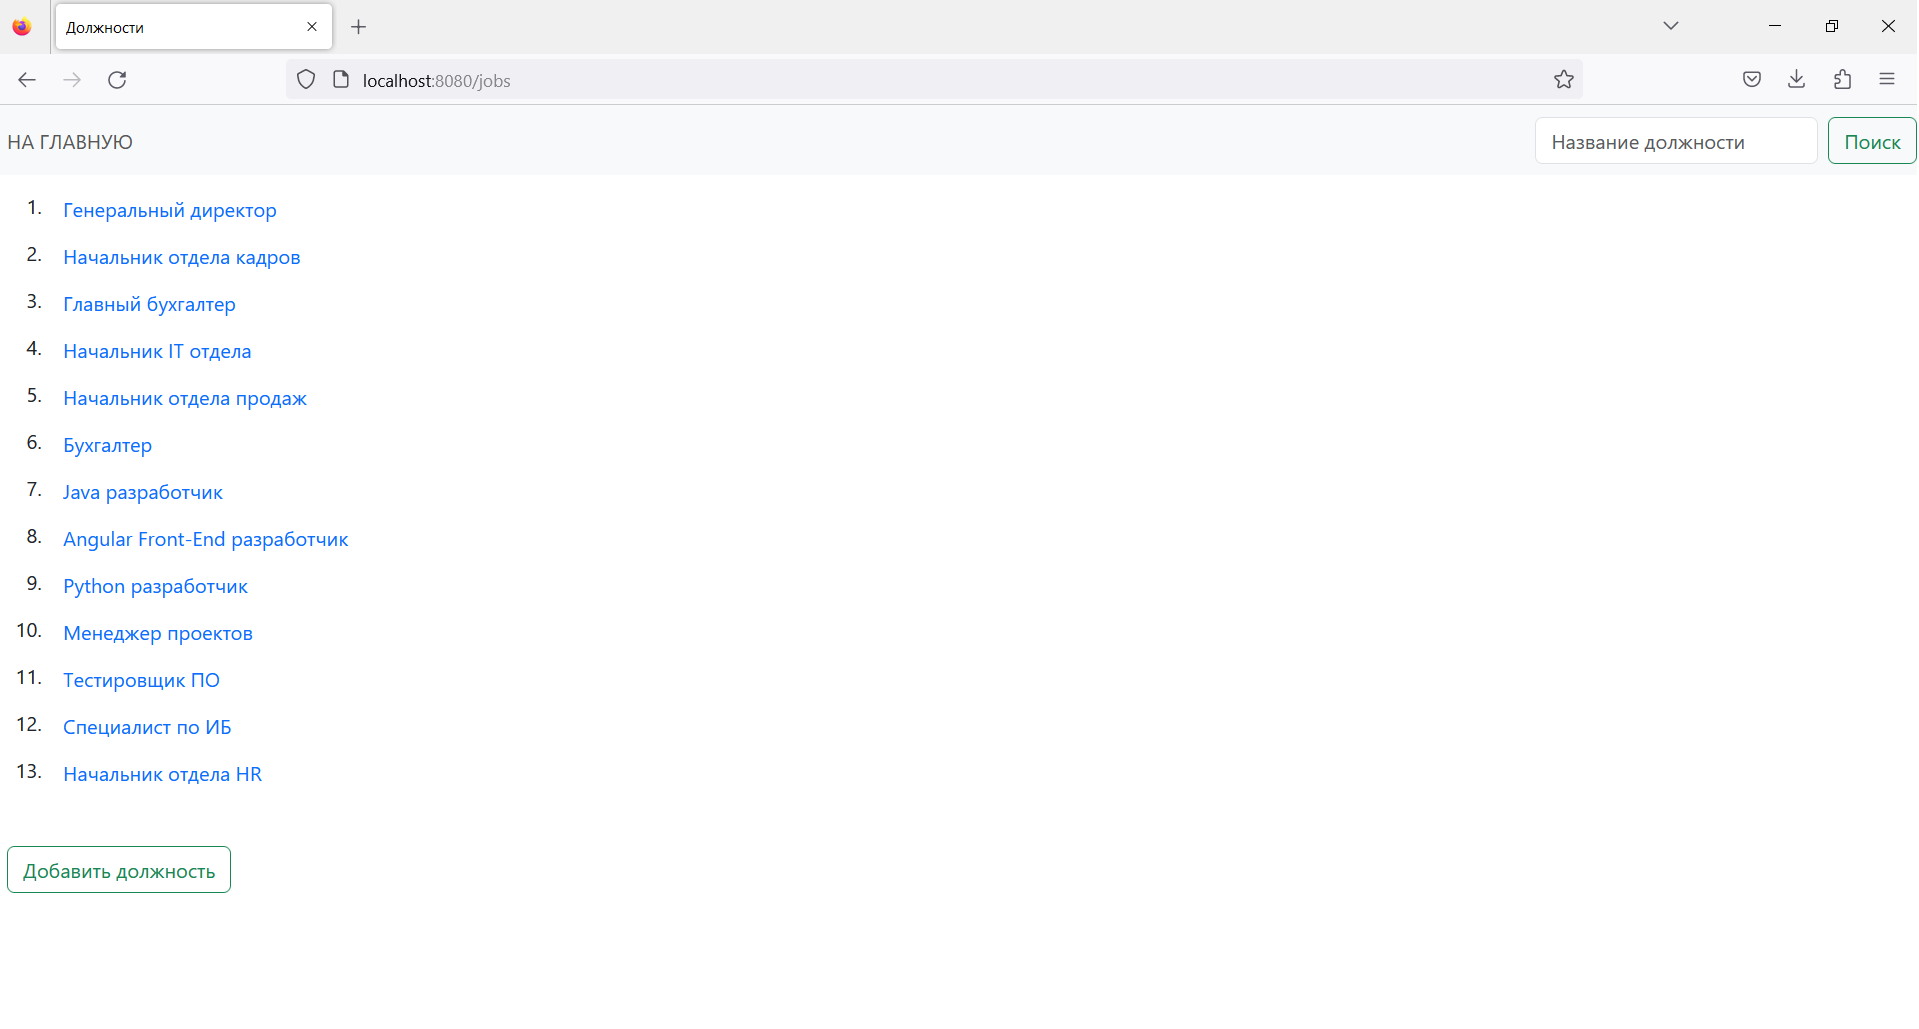 Должности
localhost:8080/jobs
НА ГЛАВНУЮ
Название должности
Поиск
1. Генеральный директор
2. Начальник отдела кадров
3. Главный бухгалтер
4. Начальник IT отдела
5. Начальник отдела продаж
6. Бухгалтер
7. Java разработчик
8. Angular Front-End разработчик
9. Python разработчик
10. Менеджер проектов
11. Тестировщик ПО
12. Специалист по ИБ
13. Начальник отдела HR
Добавить должность